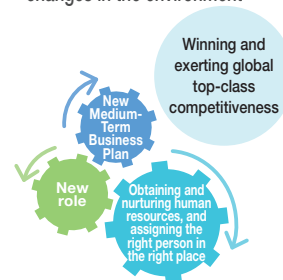 changes in the environment
Winning and
exerting global
top-class
competitiveness
New
Medium-
Term
Business
Plan
New
role
Obtaining and
nurturing human
resources, and
assigning the
right person in
the right place